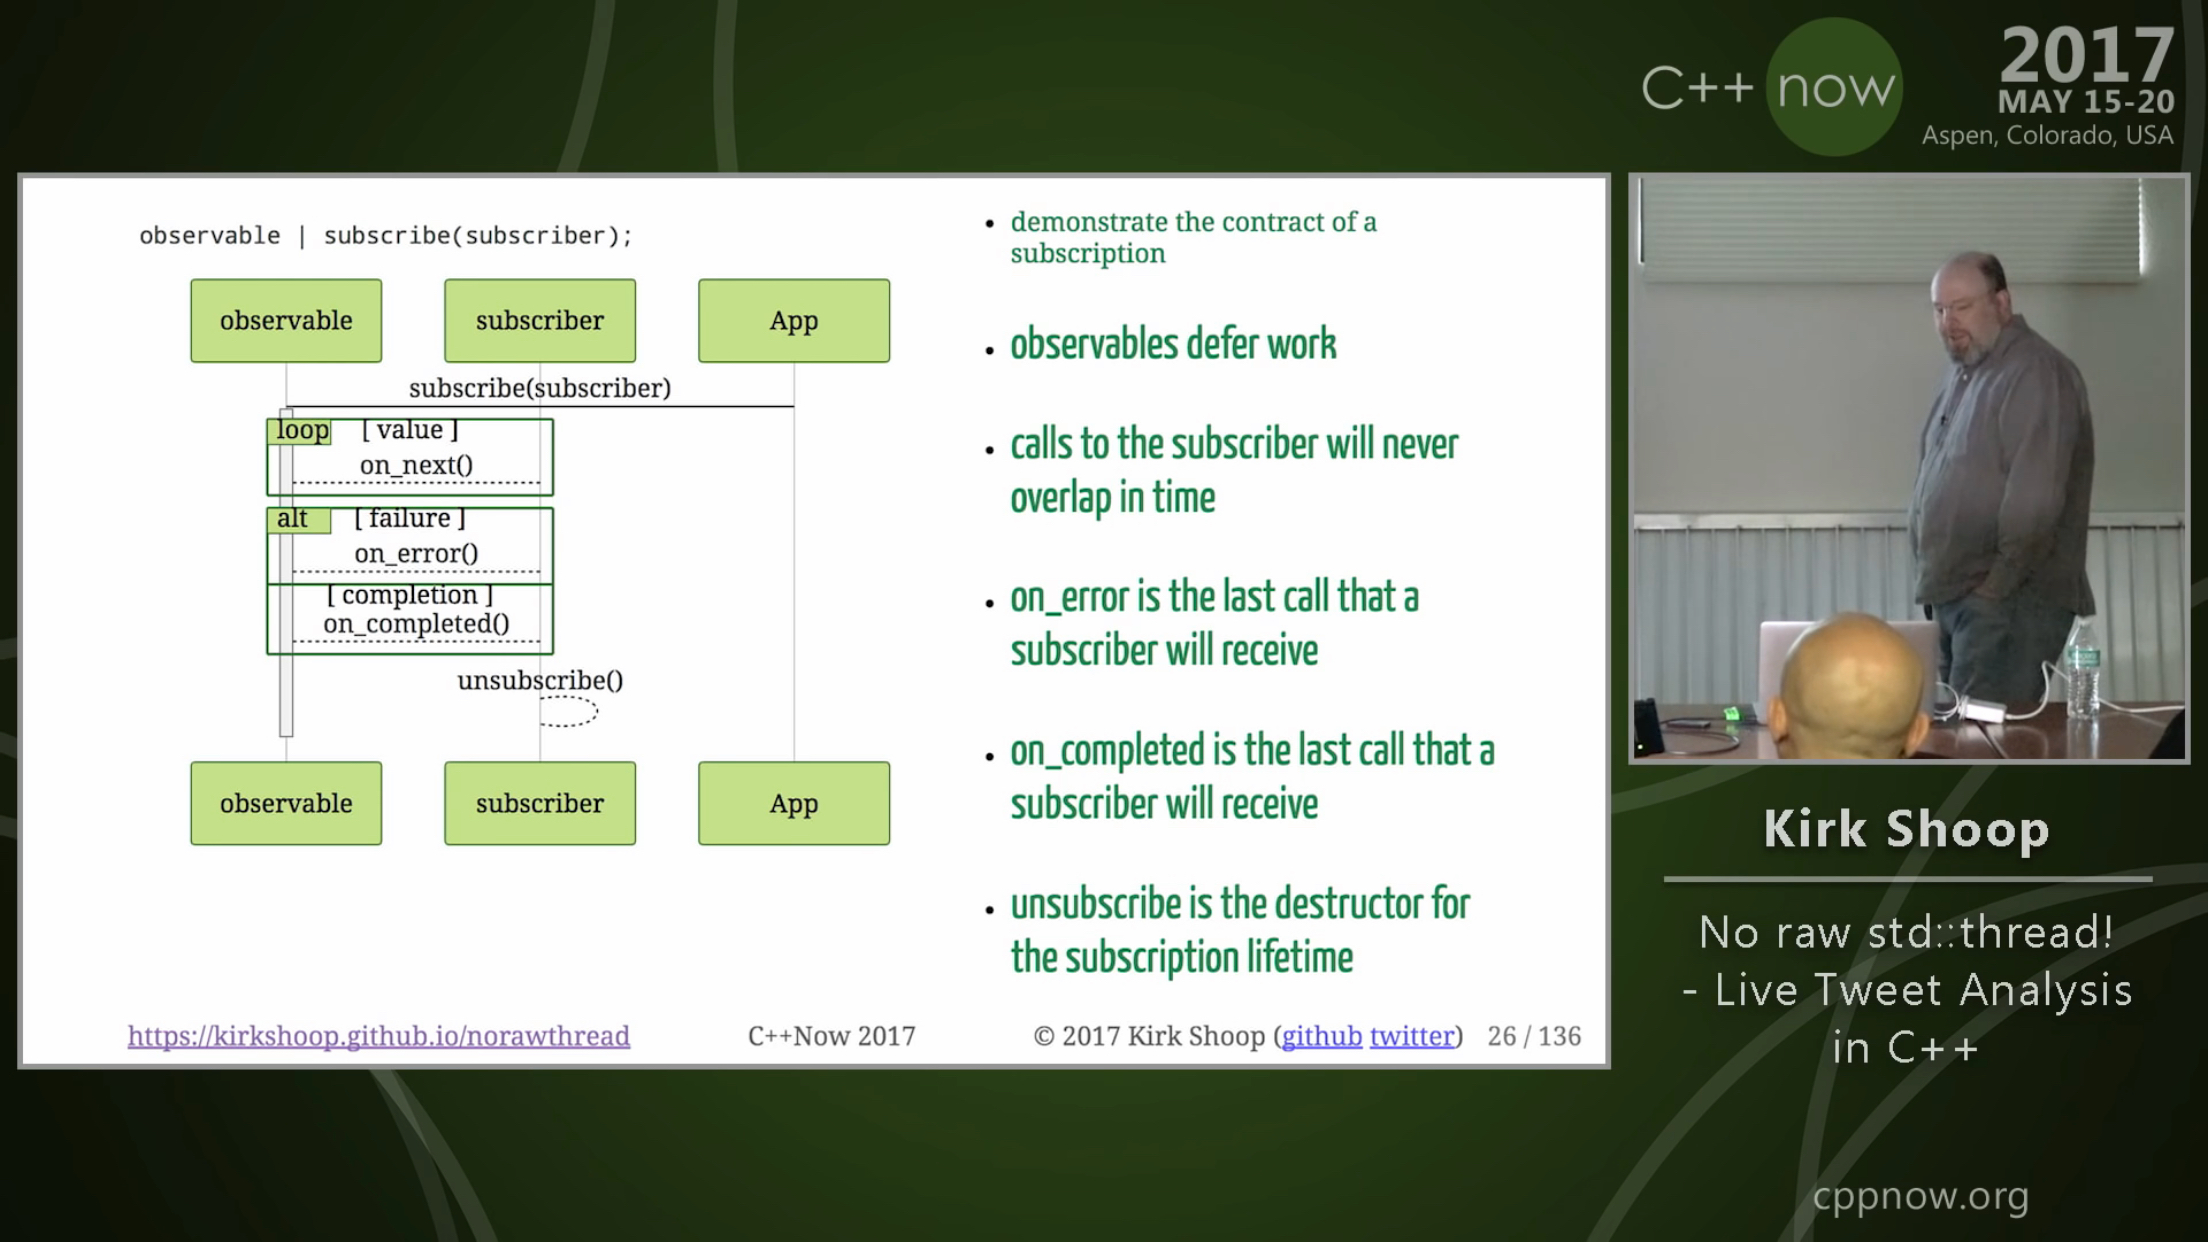 C++ now
2017
MAY 15-20
Aspen, Colorado, USA
observable | subscribe(subscriber);
observable
subscriber
App
subscribe(subscriber)
loop [ value ]
on_next()
alt [ failure ]
on_error()
[ completion ]
on_completed()
unsubscribe()
observable
subscriber
App
• demonstrate the contract of a
subscription
• observables defer work
• calls to the subscriber will never
overlap in time
• on_error is the last call that a
subscriber will receive
• on_completed is the last call that a
subscriber will receive
• unsubscribe is the destructor for
the subscription lifetime
https://kirkshoop.github.io/norawthread
C++Now 2017
© 2017 Kirk Shoop (github twitter)
26 / 136
Kirk Shoop
No raw std::thread!
- Live Tweet Analysis
in C++
cppnow.org